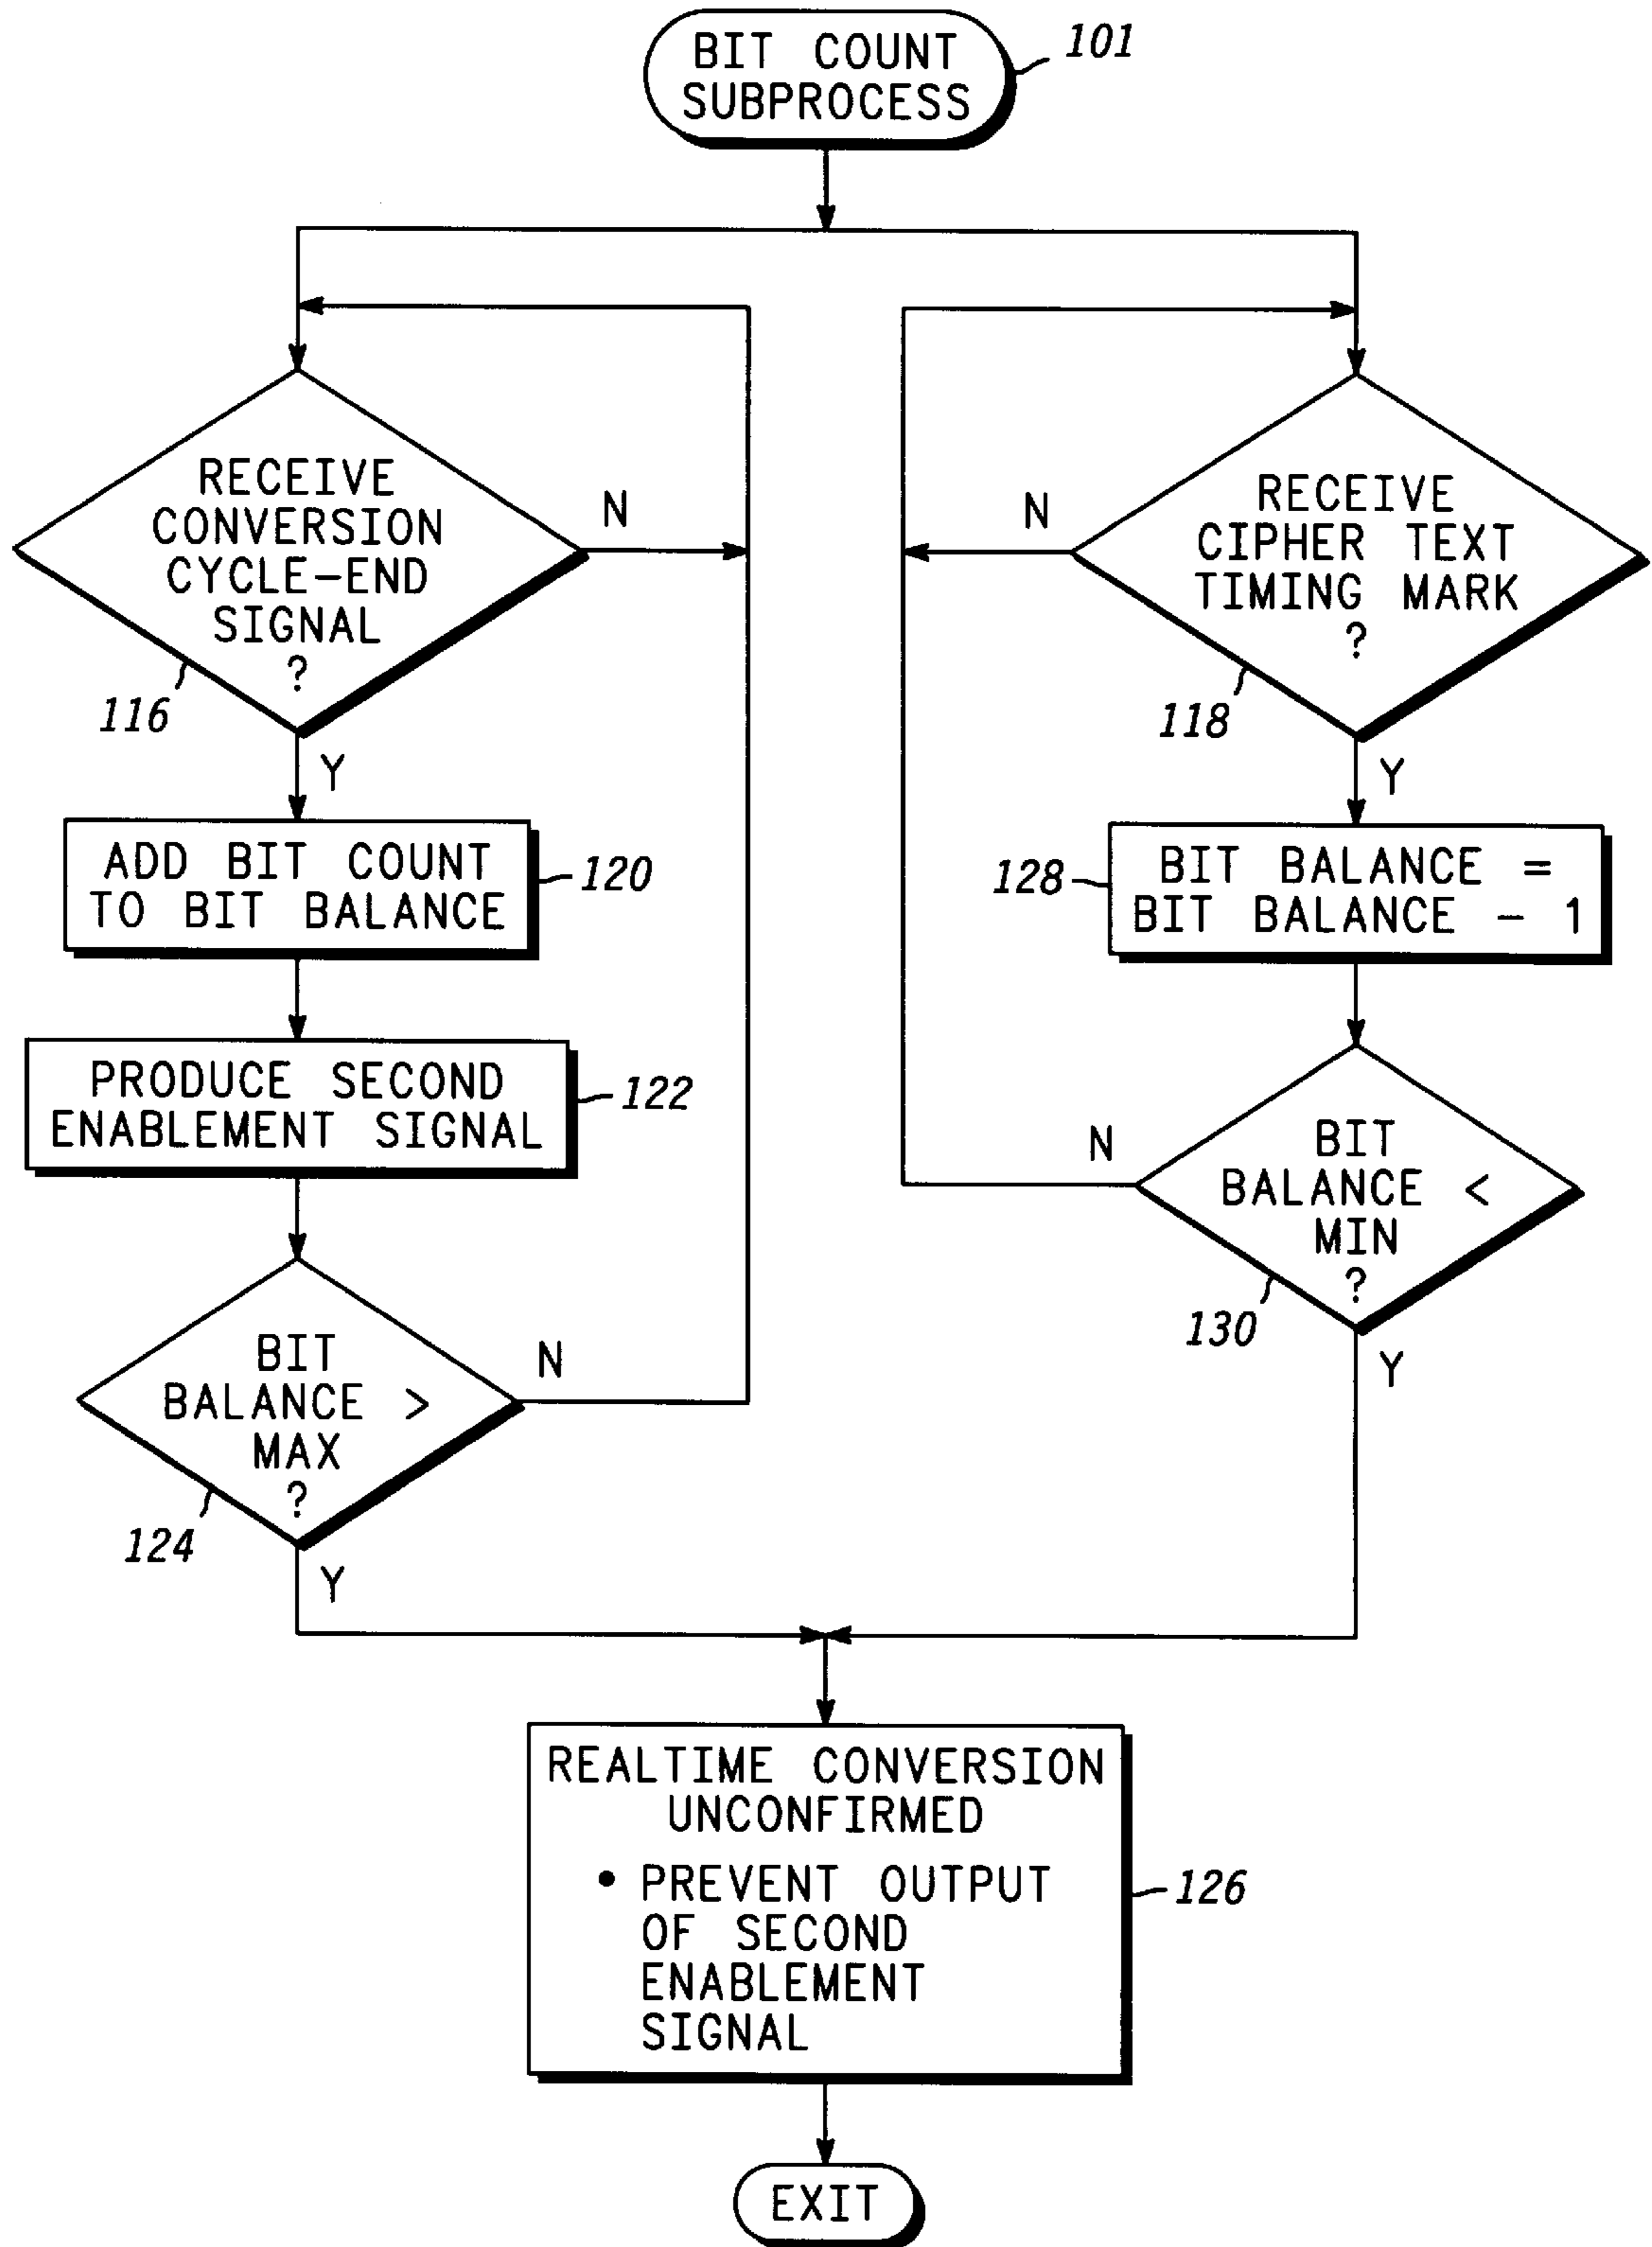 BIT COUNT
SUBPROCESS
101
RECEIVE
CONVERSION
CYCLE-END
SIGNAL
?
N
116
Y
RECEIVE
CIPHER TEXT
TIMING MARK
?
N
118
Y
ADD BIT COUNT
TO BIT BALANCE
120
BIT BALANCE =
BIT BALANCE - 1
128
PRODUCE SECOND
ENABLEMENT SIGNAL
122
BIT
BALANCE <
MIN
?
N
130
Y
BIT
BALANCE >
MAX
?
N
124
Y
REALTIME CONVERSION
UNCONFIRMED
• PREVENT OUTPUT
OF SECOND
ENABLEMENT
SIGNAL
126
EXIT